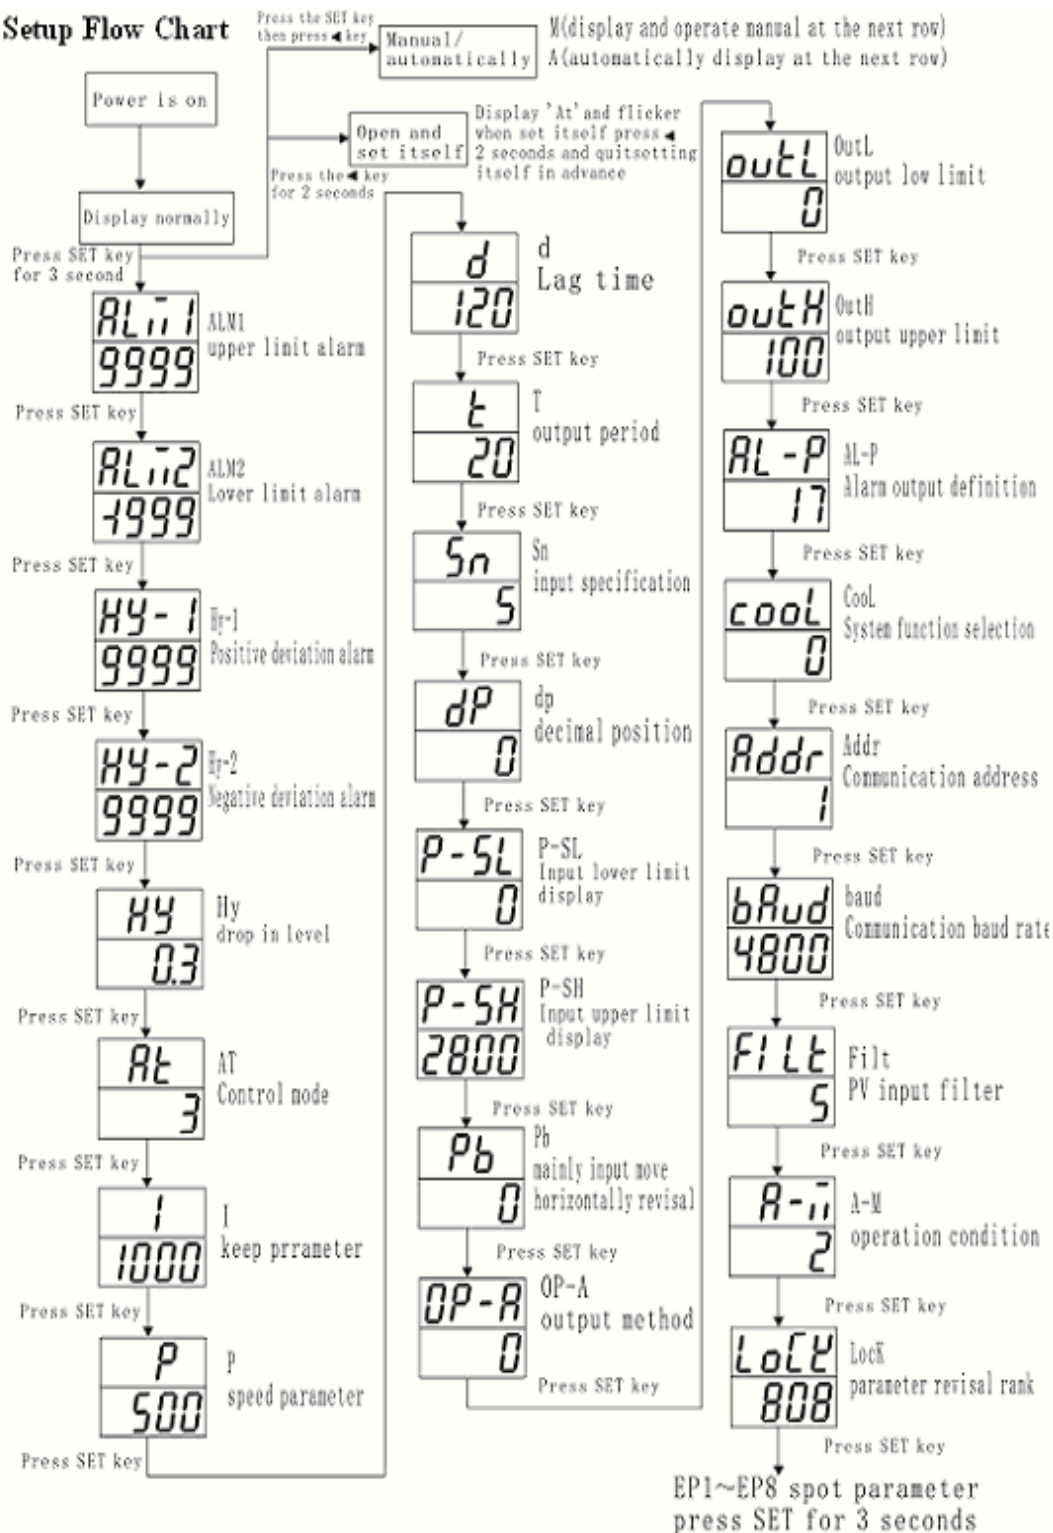 Setup Flow Chart
Press the SET key
then press ◀ key
Manual/
automatically
M(display and operate manual at the next row)
A(automatically display at the next row)
Power is on
Open and
set itself
Display 'At' and flicker
when set itself press ◀
2 seconds and quitsetting
itself in advance
Press the ◀ key
for 2 seconds
Display normally
Press SET key
for 3 second
ALM1
9999
ALM1
upper limit alarm
Press SET key
ALM2
-1999
ALM2
Lower limit alarm
Press SET key
HY-1
9999
Hy-1
Positive deviation alarm
Press SET key
HY-2
9999
Hy-2
Negative deviation alarm
Press SET key
HY
0.3
Hy
drop in level
Press SET key
At
3
AT
Control mode
Press SET key
I
1000
I
keep prrameter
Press SET key
P
500
P
speed parameter
Press SET key
d
120
d
Lag time
Press SET key
t
20
T
output period
Press SET key
Sn
5
Sn
input specification
Press SET key
dP
0
dp
decimal position
Press SET key
P-SL
0
P-SL
Input lower limit
display
Press SET key
P-SH
2800
P-SH
Input upper limit
display
Press SET key
Pb
0
Pb
mainly input move
horizontally revisal
Press SET key
OP-A
0
OP-A
output method
Press SET key
outL
0
OutL
output low limit
Press SET key
outH
100
OutH
output upper limit
Press SET key
AL-P
17
AL-P
Alarm output definition
Press SET key
cooL
0
CooL
System function selection
Press SET key
Addr
1
Addr
Communication address
Press SET key
bAud
4800
baud
Communication baud rate
Press SET key
FILt
5
Filt
PV input filter
Press SET key
A-M
2
A-M
operation condition
Press SET key
LoCK
808
LocK
parameter revisal rank
Press SET key
EP1~EP8 spot parameter
press SET for 3 seconds